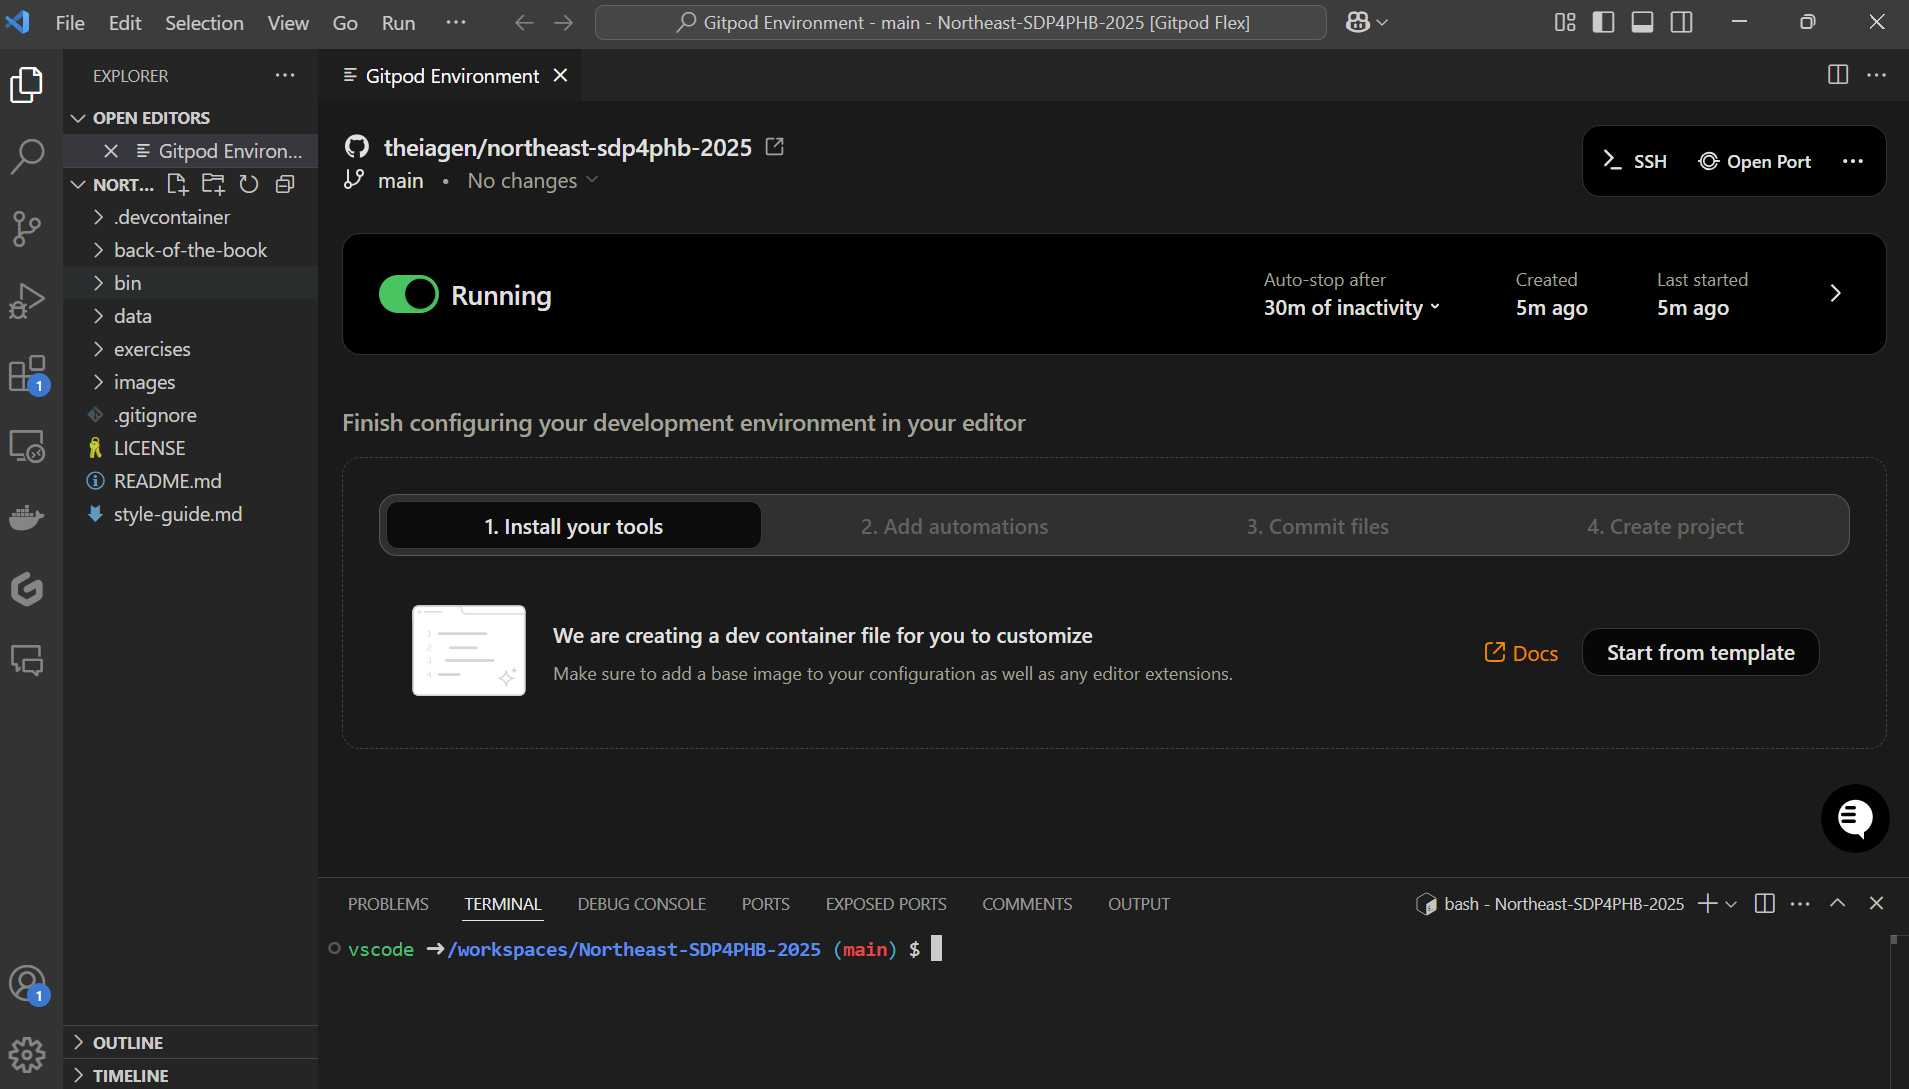 File Edit Selection View Go Run ···
Gitpod Environment - main - Northeast-SDP4PHB-2025 [Gitpod Flex]
EXPLORER
OPEN EDITORS
Gitpod Environ...
NORT...
.devcontainer
back-of-the-book
bin
data
exercises
images
.gitignore
LICENSE
README.md
style-guide.md
OUTLINE
TIMELINE
1
1
Gitpod Environment
theiagen/northeast-sdp4phb-2025
main • No changes
SSH Open Port ···
Running
Auto-stop after
30m of inactivity
Created
5m ago
Last started
5m ago
Finish configuring your development environment in your editor
1. Install your tools
2. Add automations
3. Commit files
4. Create project
1
2
3
4
We are creating a dev container file for you to customize
Make sure to add a base image to your configuration as well as any editor extensions.
Docs
Start from template
PROBLEMS TERMINAL DEBUG CONSOLE PORTS EXPOSED PORTS COMMENTS OUTPUT
bash - Northeast-SDP4PHB-2025
vscode ➜/workspaces/Northeast-SDP4PHB-2025 (main) $